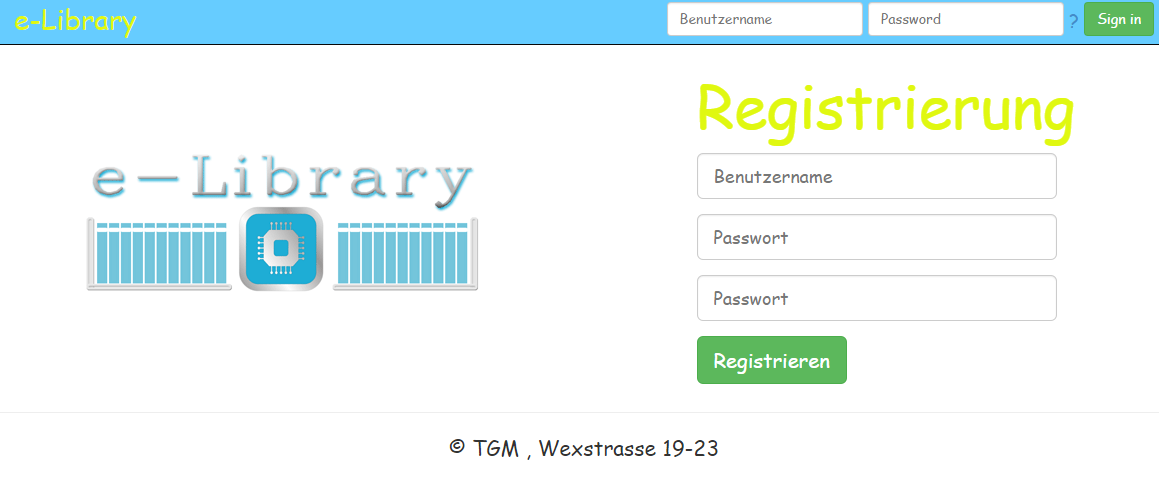 e-Library
Benutzername
Password
?
Sign in
e-Library
Registrierung
Benutzername
Passwort
Passwort
Registrieren
© TGM , Wexstrasse 19-23